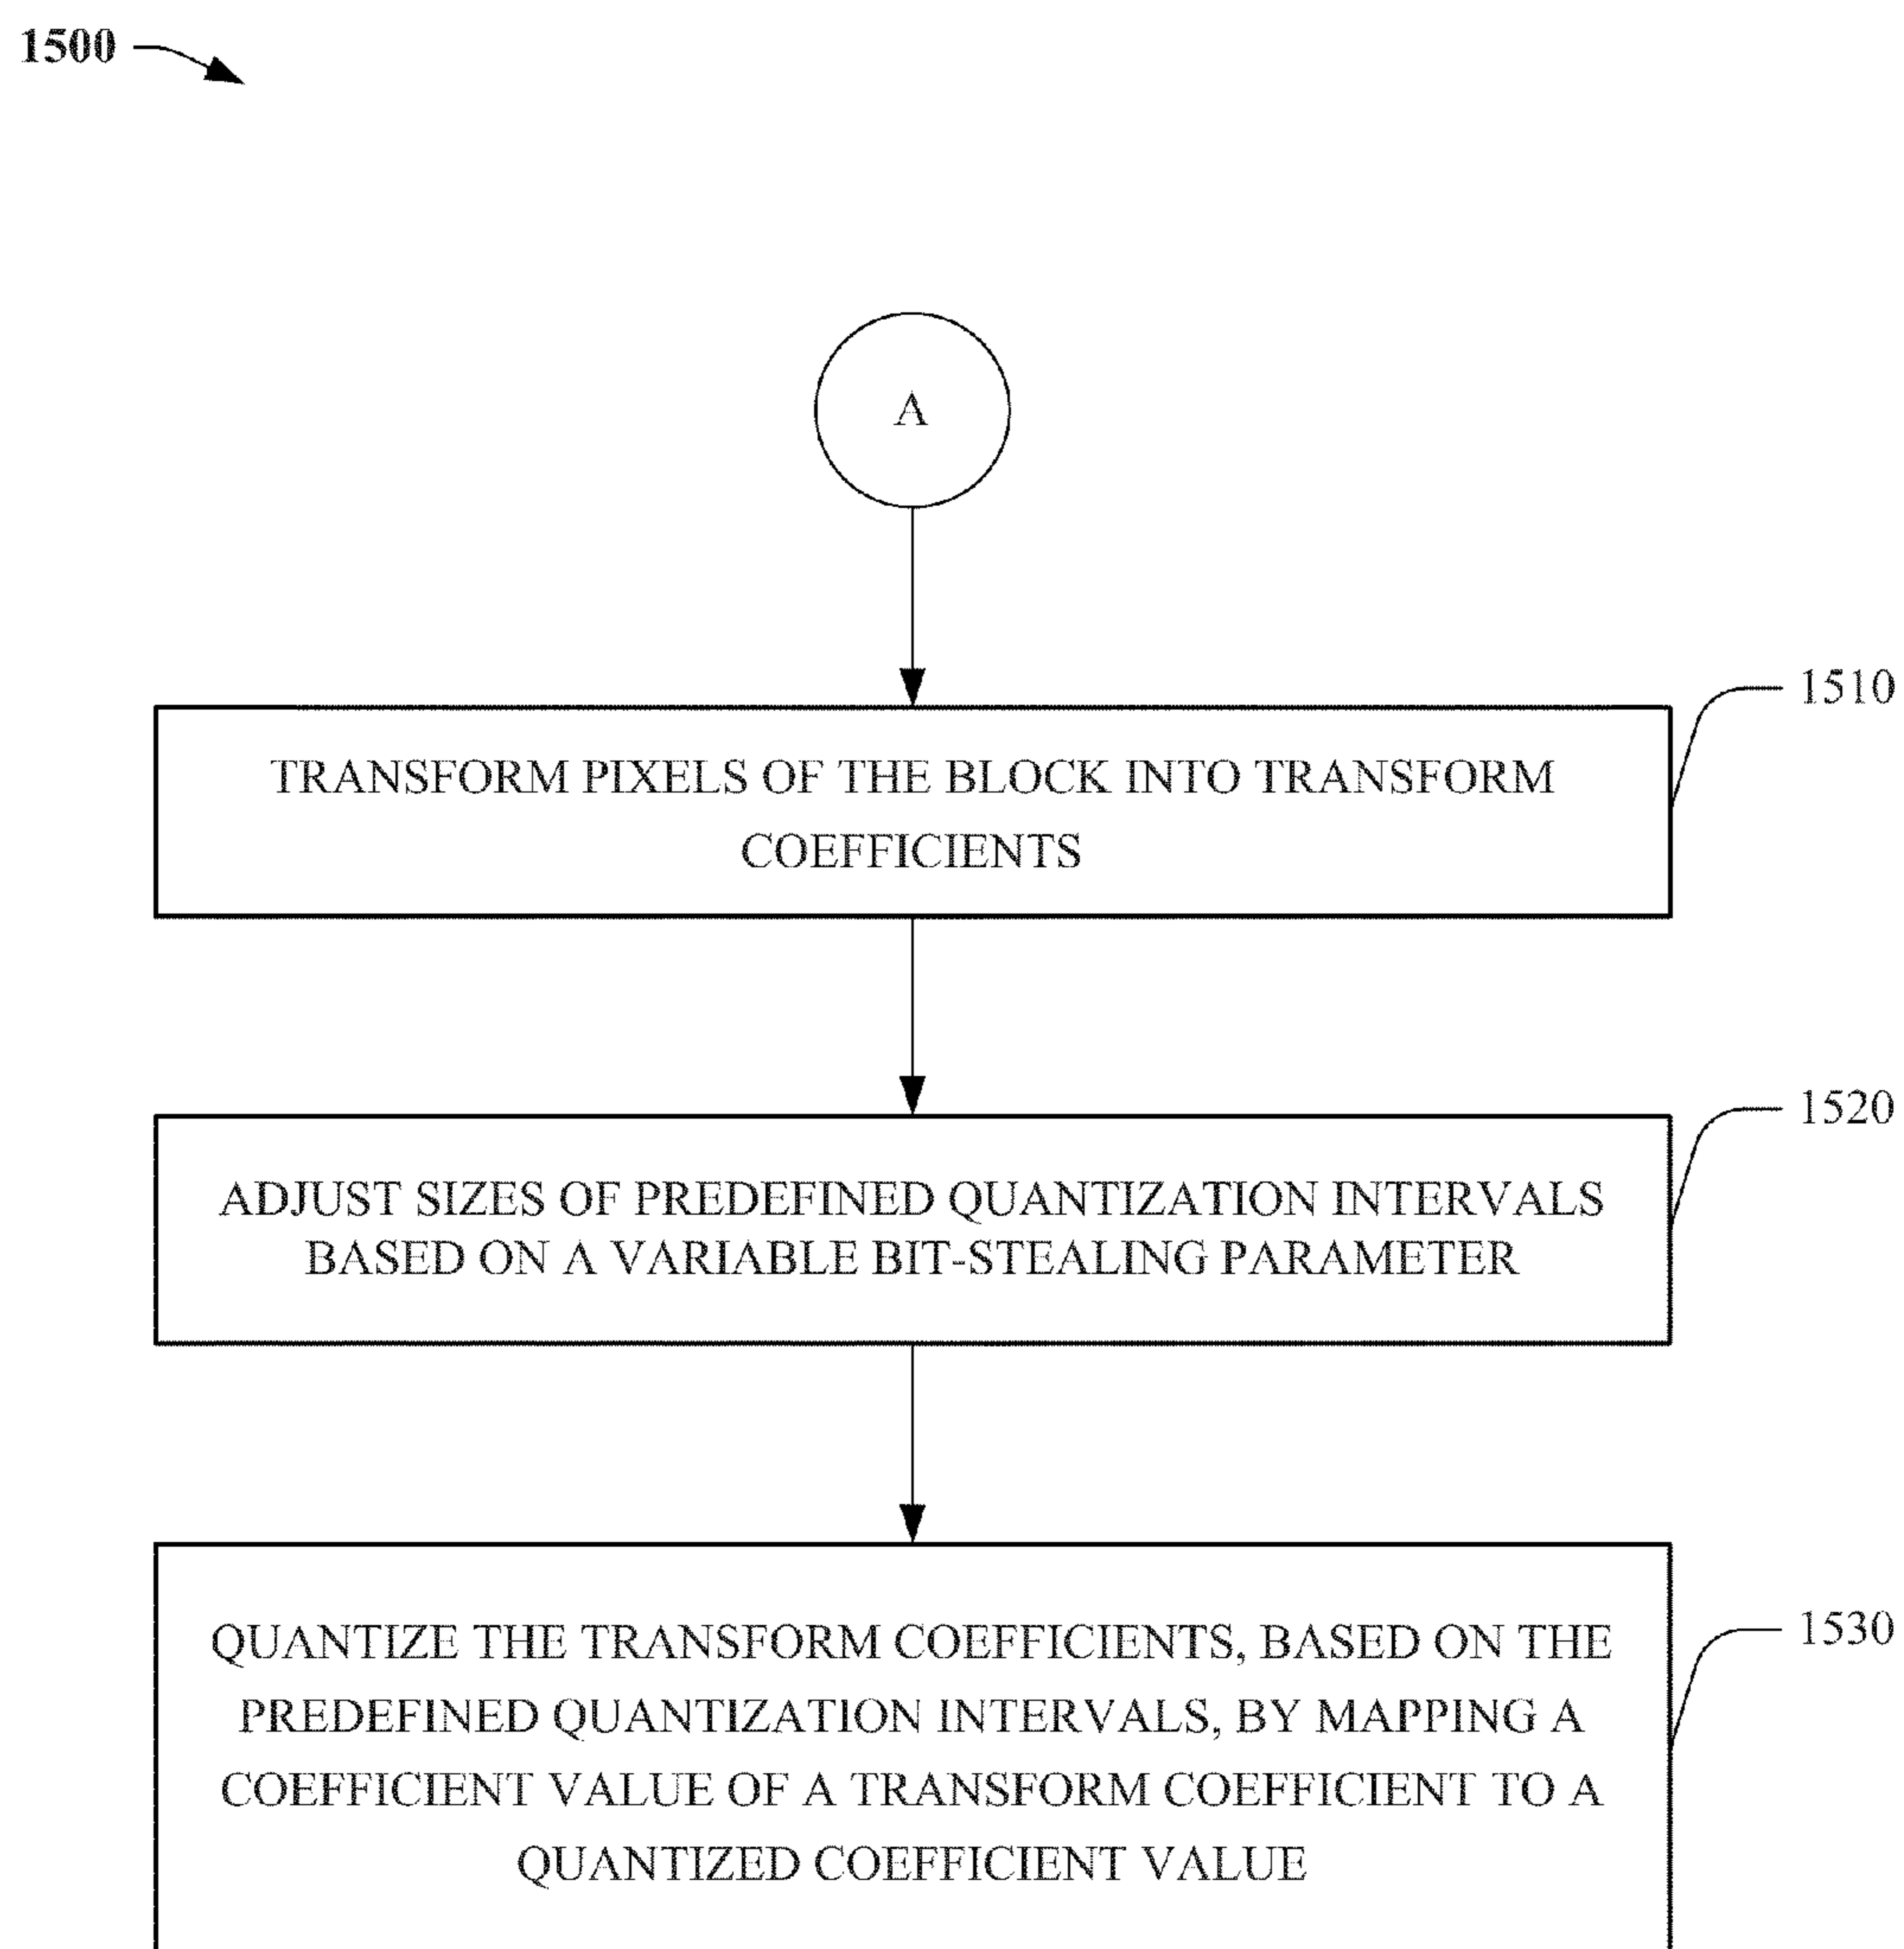 1500
A
1510
TRANSFORM PIXELS OF THE BLOCK INTO TRANSFORM
COEFFICIENTS
1520
ADJUST SIZES OF PREDEFINED QUANTIZATION INTERVALS
BASED ON A VARIABLE BIT-STEALING PARAMETER
1530
QUANTIZE THE TRANSFORM COEFFICIENTS, BASED ON THE
PREDEFINED QUANTIZATION INTERVALS, BY MAPPING A
COEFFICIENT VALUE OF A TRANSFORM COEFFICIENT TO A
QUANTIZED COEFFICIENT VALUE